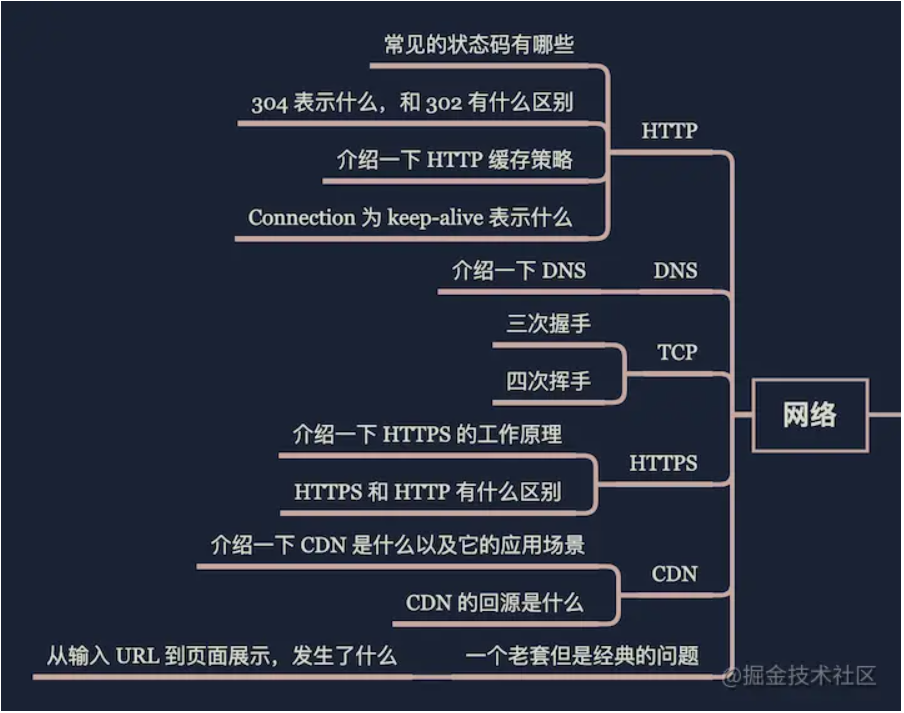 常见的状态码有哪些
304 表示什么，和 302 有什么区别
HTTP
介绍一下 HTTP 缓存策略
Connection 为 keep-alive 表示什么
介绍一下 DNS
DNS
三次握手
TCP
四次挥手
网络
介绍一下 HTTPS 的工作原理
HTTPS
HTTPS 和 HTTP 有什么区别
介绍一下 CDN 是什么以及它的应用场景
CDN
CDN 的回源是什么
从输入 URL 到页面展示，发生了什么
一个老套但是经典的问题
@掘金技术社区